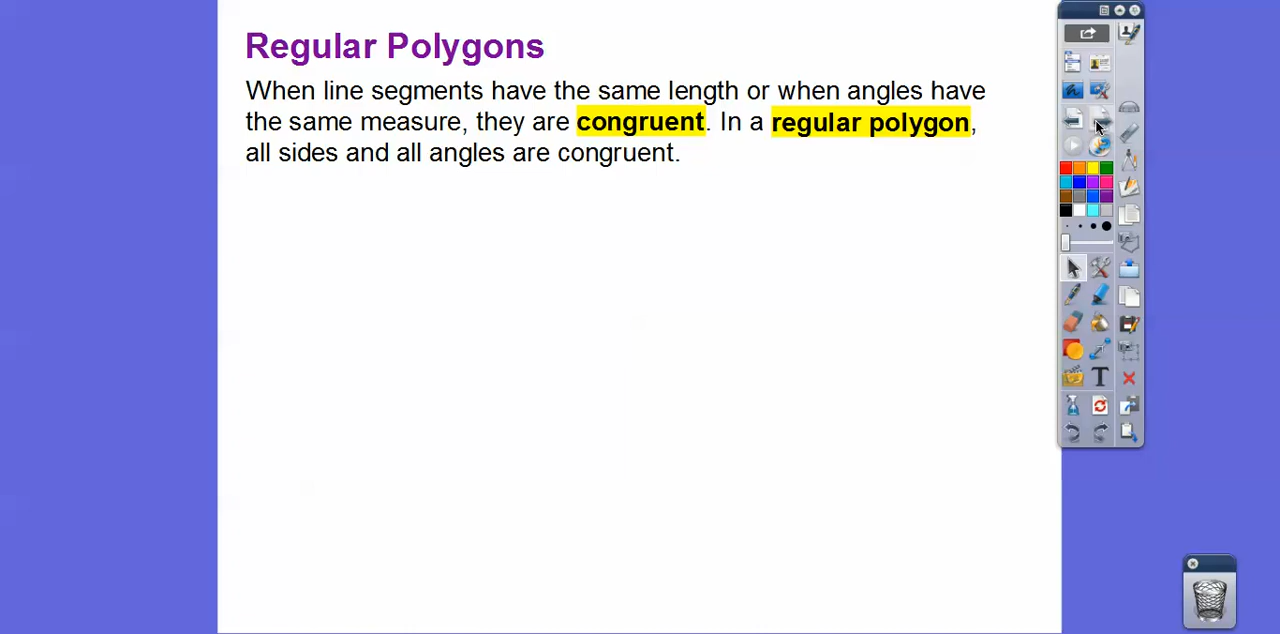 Regular Polygons
When line segments have the same length or when angles have
the same measure, they are congruent. In a regular polygon,
all sides and all angles are congruent.
T